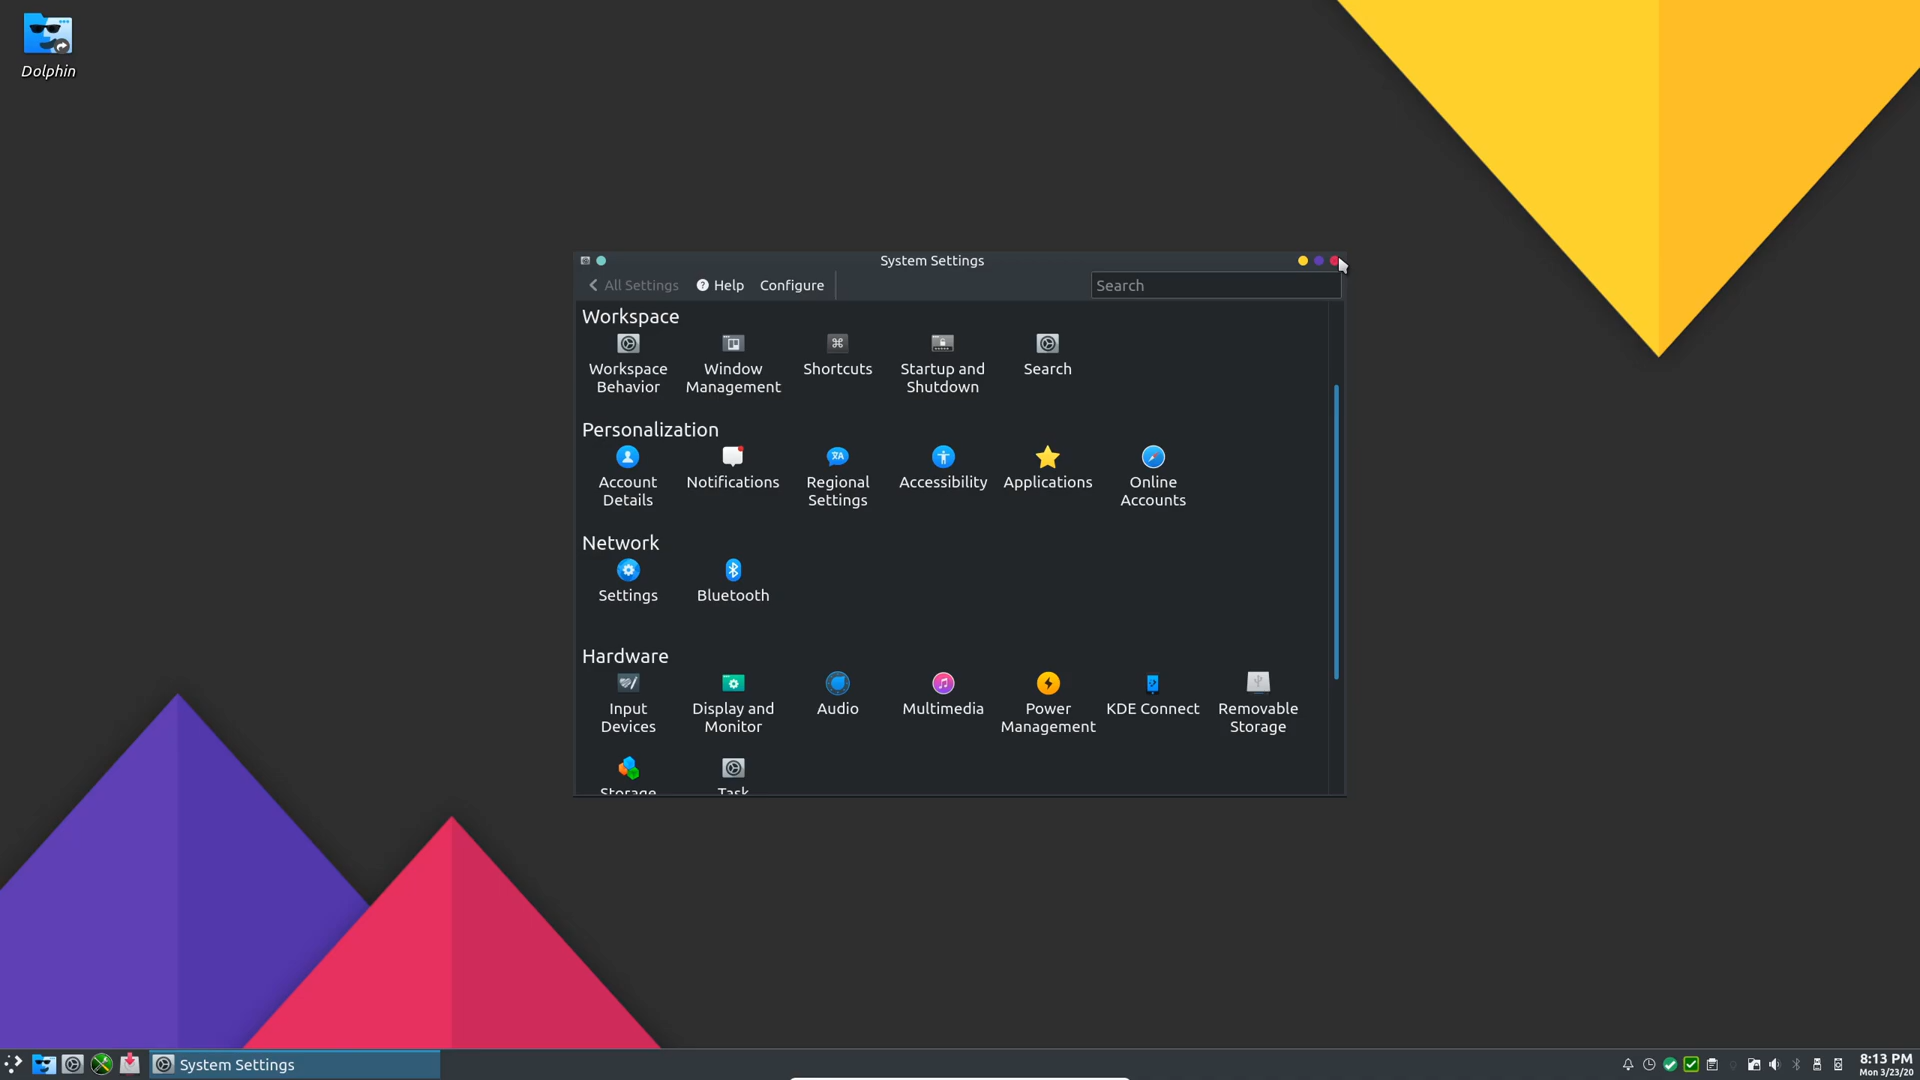 Dolphin
System Settings
All Settings Help Configure Search
Workspace
Workspace Behavior
Window Management
Shortcuts
Startup and Shutdown
Search
Personalization
Account Details
Notifications
Regional Settings
Accessibility
Applications
Online Accounts
Network
Settings
Bluetooth
Hardware
Input Devices
Display and Monitor
Audio
Multimedia
Power Management
KDE Connect
Removable Storage
Storage
Task
System Settings
8:13 PM
Mon 3/23/20